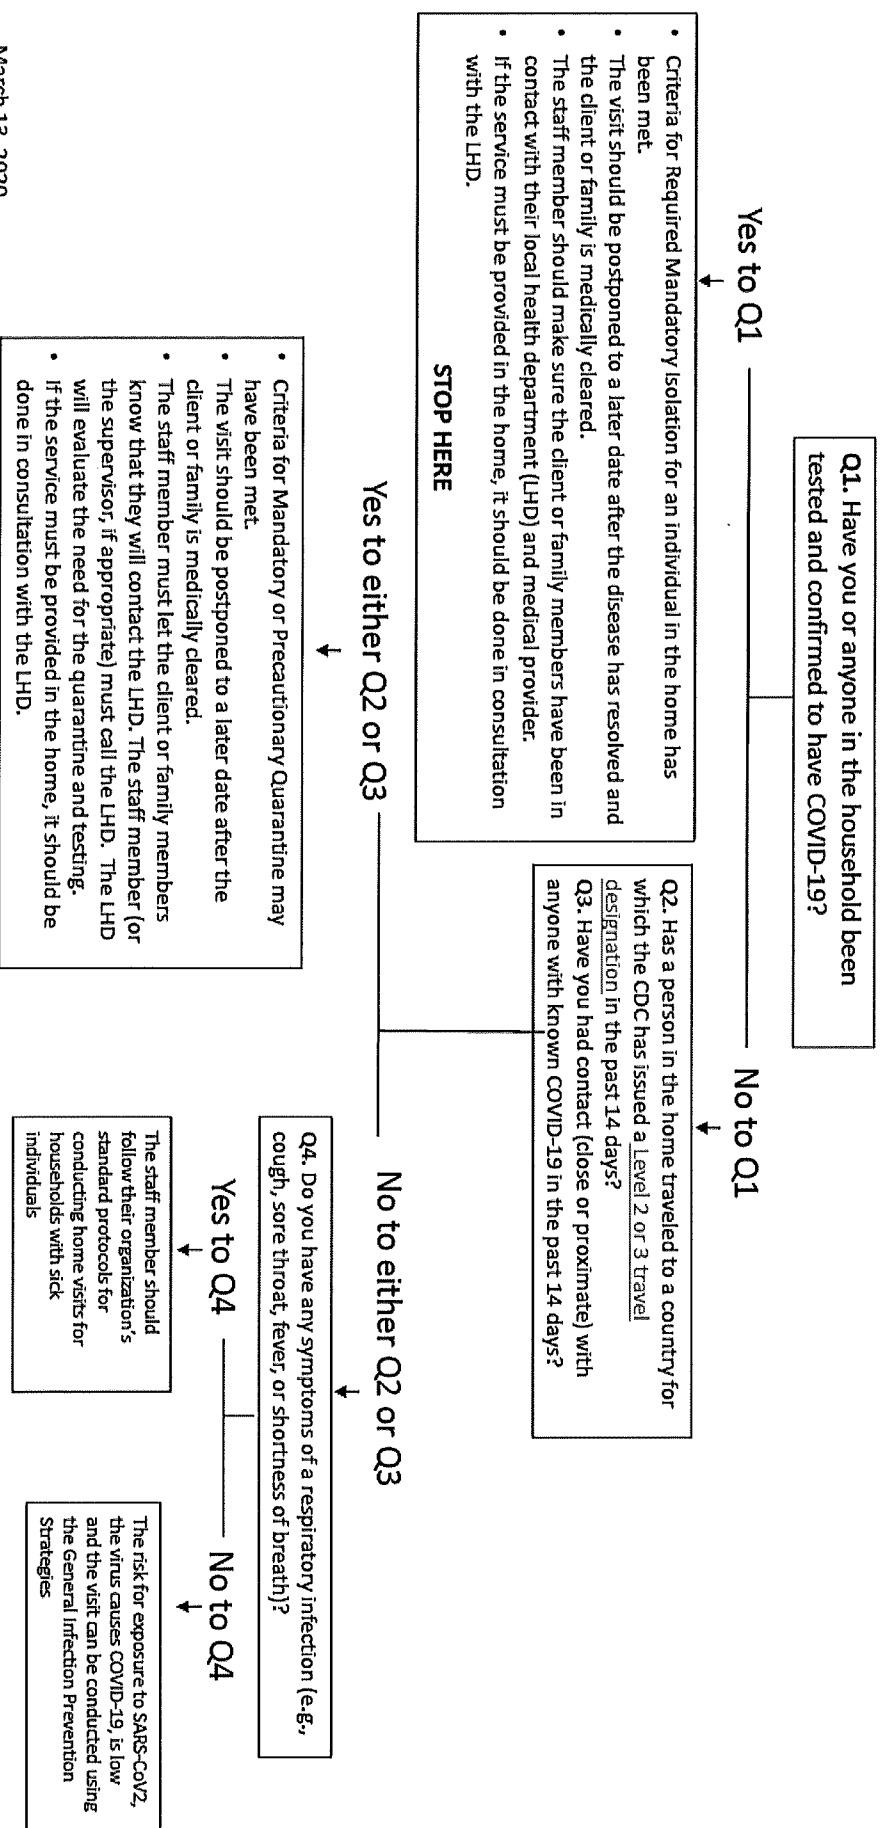 Q1. Have you or anyone in the household been
tested and confirmed to have COVID-19?
Yes to Q1
No to Q1
• Criteria for Required Mandatory Isolation for an individual in the home has
been met.
• The visit should be postponed to a later date after the disease has resolved and
the client or family is medically cleared.
• The staff member should make sure the client or family members have been in
contact with their local health department (LHD) and medical provider.
• If the service must be provided in the home, it should be done in consultation
with the LHD.
STOP HERE
Q2. Has a person in the home traveled to a country for
which the CDC has issued a Level 2 or 3 travel
designation in the past 14 days?
Q3. Have you had contact (close or proximate) with
anyone with known COVID-19 in the past 14 days?
Yes to either Q2 or Q3
No to either Q2 or Q3
• Criteria for Mandatory or Precautionary Quarantine may
have been met.
• The visit should be postponed to a later date after the
client or family is medically cleared.
• The staff member must let the client or family members
know that they will contact the LHD. The staff member (or
the supervisor, if appropriate) must call the LHD. The LHD
will evaluate the need for the quarantine and testing.
• If the service must be provided in the home, it should be
done in consultation with the LHD.
Q4. Do you have any symptoms of a respiratory infection (e.g.,
cough, sore throat, fever, or shortness of breath)?
Yes to Q4
No to Q4
The staff member should
follow their organization's
standard protocols for
conducting home visits for
households with sick
individuals
The risk for exposure to SARS-CoV2,
the virus causes COVID-19, is low
and the visit can be conducted using
the General Infection Prevention
Strategies
March 13, 2020